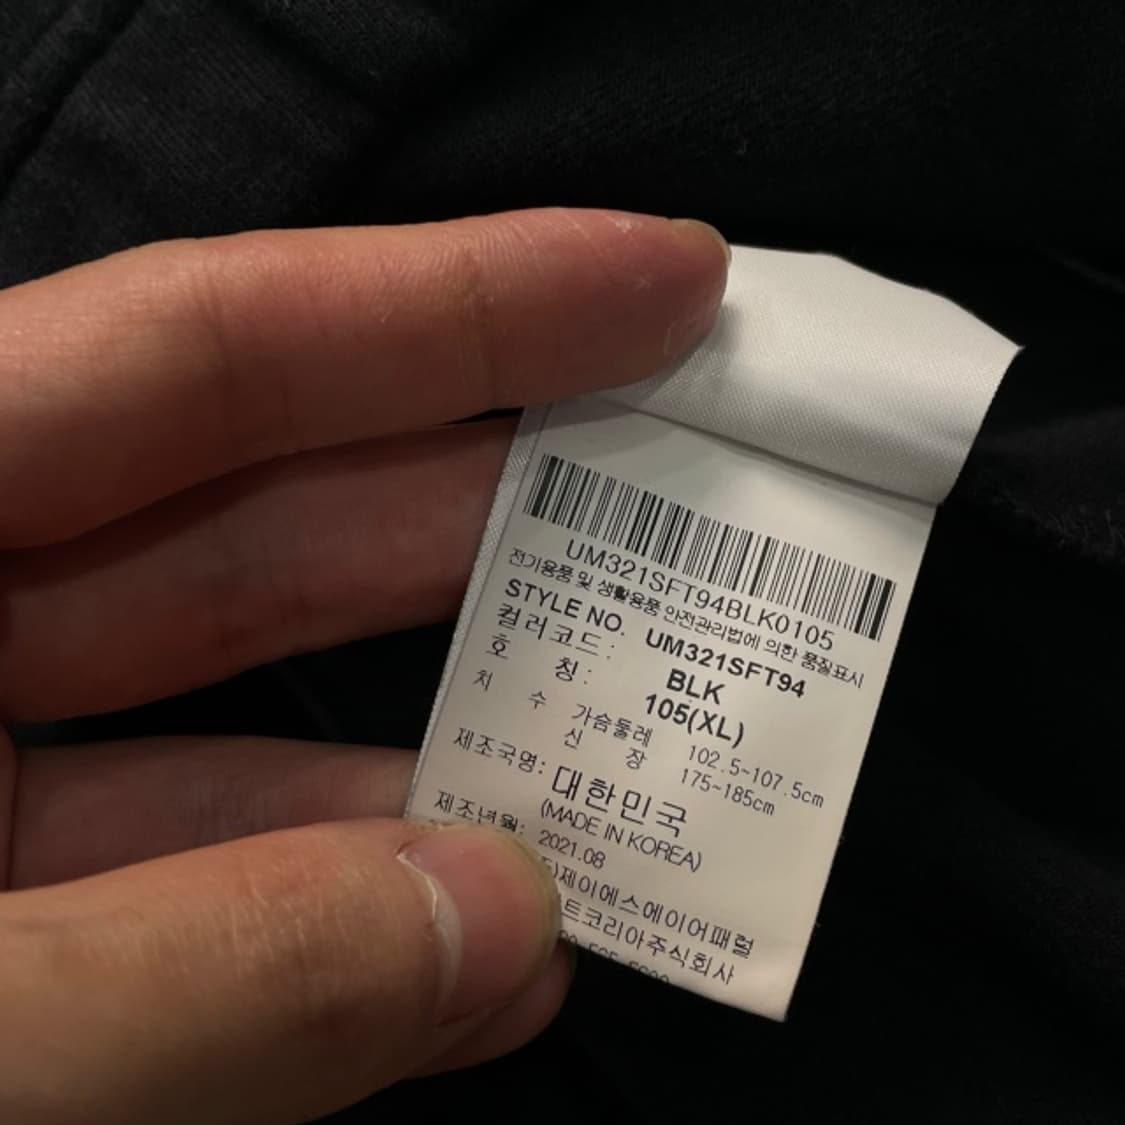 UM321SFT94BLK0105
전기용품 및 생활용품 안전관리법에 의한 품질표시
STYLE NO. UM321SFT94
컬러코드: BLK
호 칭: 105(XL)
치 수 가슴둘레 102.5~107.5cm
신 장 175~185cm
제조국명: 대한민국
(MADE IN KOREA)
제조년월: 2021.08
제이에스에이어패럴
트코리아주식회사